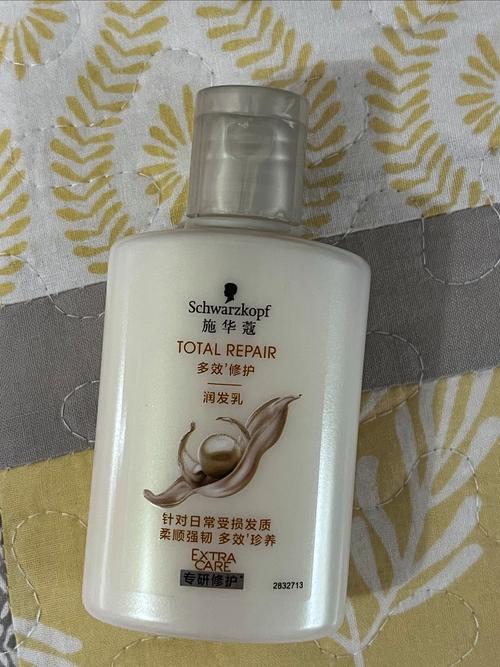 Schwarzkopf
施华蔻
TOTAL REPAIR
多效'修护
润发乳
针对日常受损发质
柔顺强韧 多效'珍养
EXTRA
CARE
专研修护*
2832713